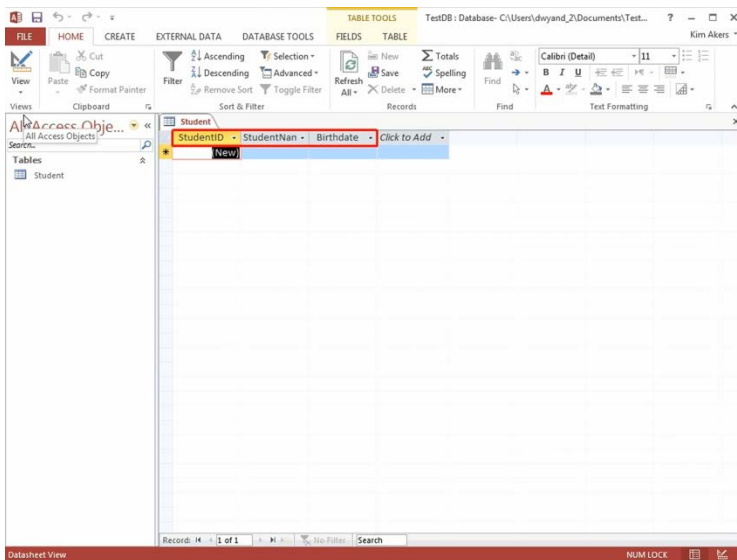 TABLE TOOLS
TestDB : Database- C:\Users\dwyand_2\Documents\Test... ?
FILE HOME CREATE EXTERNAL DATA DATABASE TOOLS FIELDS TABLE Kim Akers
View
Paste
Cut
Copy
Format Painter
Filter
Ascending
Descending
Remove Sort
Selection
Advanced
Toggle Filter
Refresh All
New
Save
Delete
Totals
Spelling
More
Find
Calibri (Detail) 11
B I U
A
Views Clipboard Sort & Filter Records Find Text Formatting
All Access Obje...
All Access Objects
Search...
Tables
Student
Student
StudentID StudentNan Birthdate Click to Add
(New)
Record: 1 of 1 No Filter Search
Datasheet View NUM LOCK